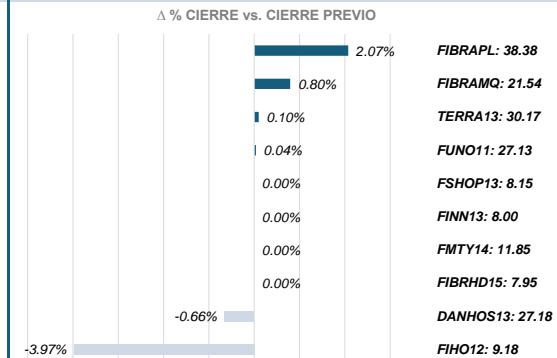 Δ % CIERRE vs. CIERRE PREVIO
2.07% FIBRAPL: 38.38
0.80% FIBRAMQ: 21.54
0.10% TERRA13: 30.17
0.04% FUNO11: 27.13
0.00% FSHOP13: 8.15
0.00% FINN13: 8.00
0.00% FMTY14: 11.85
0.00% FIBRHD15: 7.95
-0.66% DANHOS13: 27.18
-3.97% FIHO12: 9.18